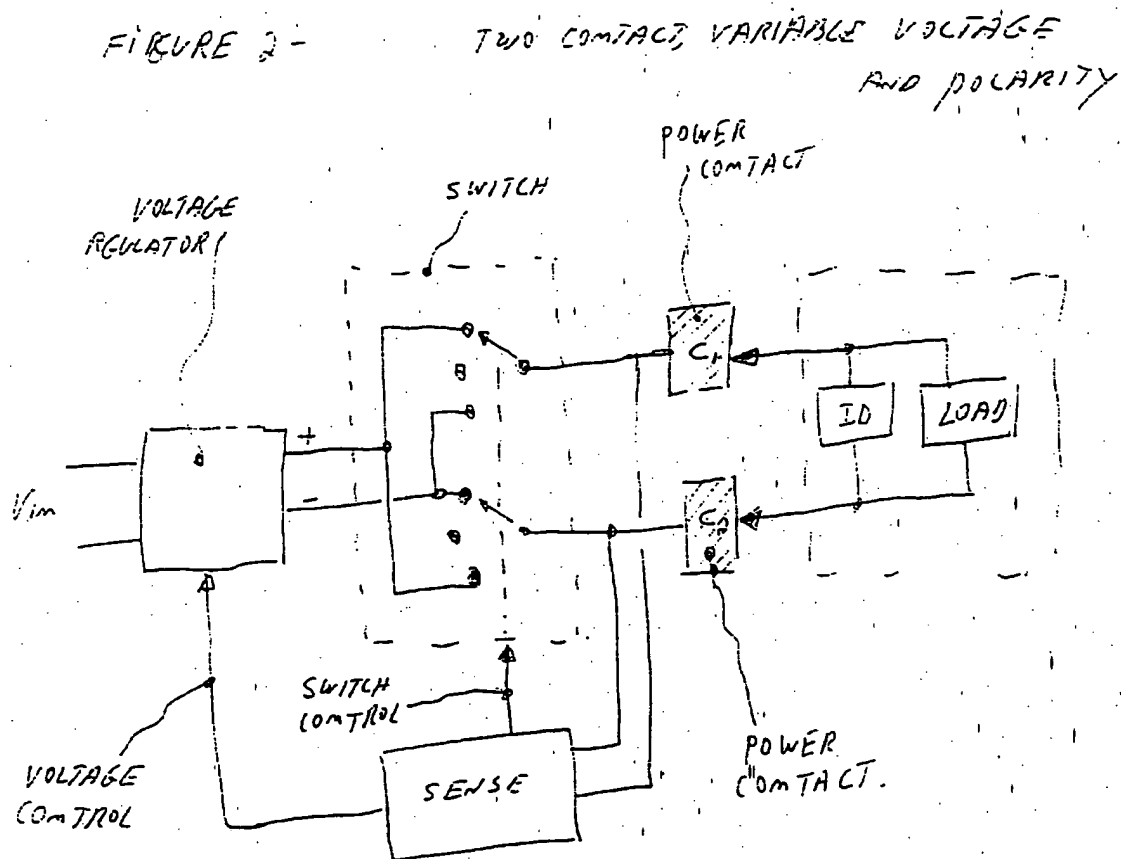 FIGURE 2 - TWO CONTACT, VARIABLE VOLTAGE
AND POLARITY
POWER
CONTACT
SWITCH
VOLTAGE
REGULATOR
C1
ID
LOAD
+
-
Vin
C2
SWITCH
CONTROL
POWER
CONTACT.
VOLTAGE
CONTROL
SENSE